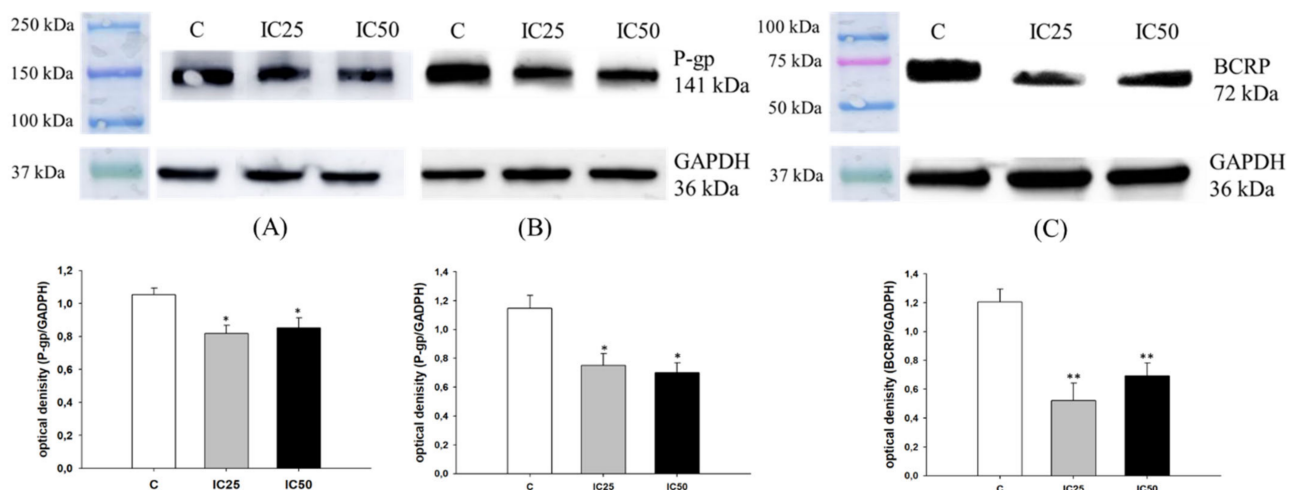 250 kDa
150 kDa
100 kDa
37 kDa
C IC25 IC50
C IC25 IC50
P-gp
141 kDa
GAPDH
36 kDa
(A)
(B)
100 kDa
75 kDa
50 kDa
37 kDa
C IC25 IC50
BCRP
72 kDa
GAPDH
36 kDa
(C)
optical denisity (P-gp/GADPH)
1,2
1,0
0,8
0,6
0,4
0,2
0,0
* *
C IC25 IC50
optical denisity (P-gp/GADPH)
1,4
1,2
1,0
0,8
0,6
0,4
0,2
0,0
* *
C IC25 IC50
optical denisity (BCRP/GADPH)
1,4
1,2
1,0
0,8
0,6
0,4
0,2
0,0
** **
C IC25 IC50